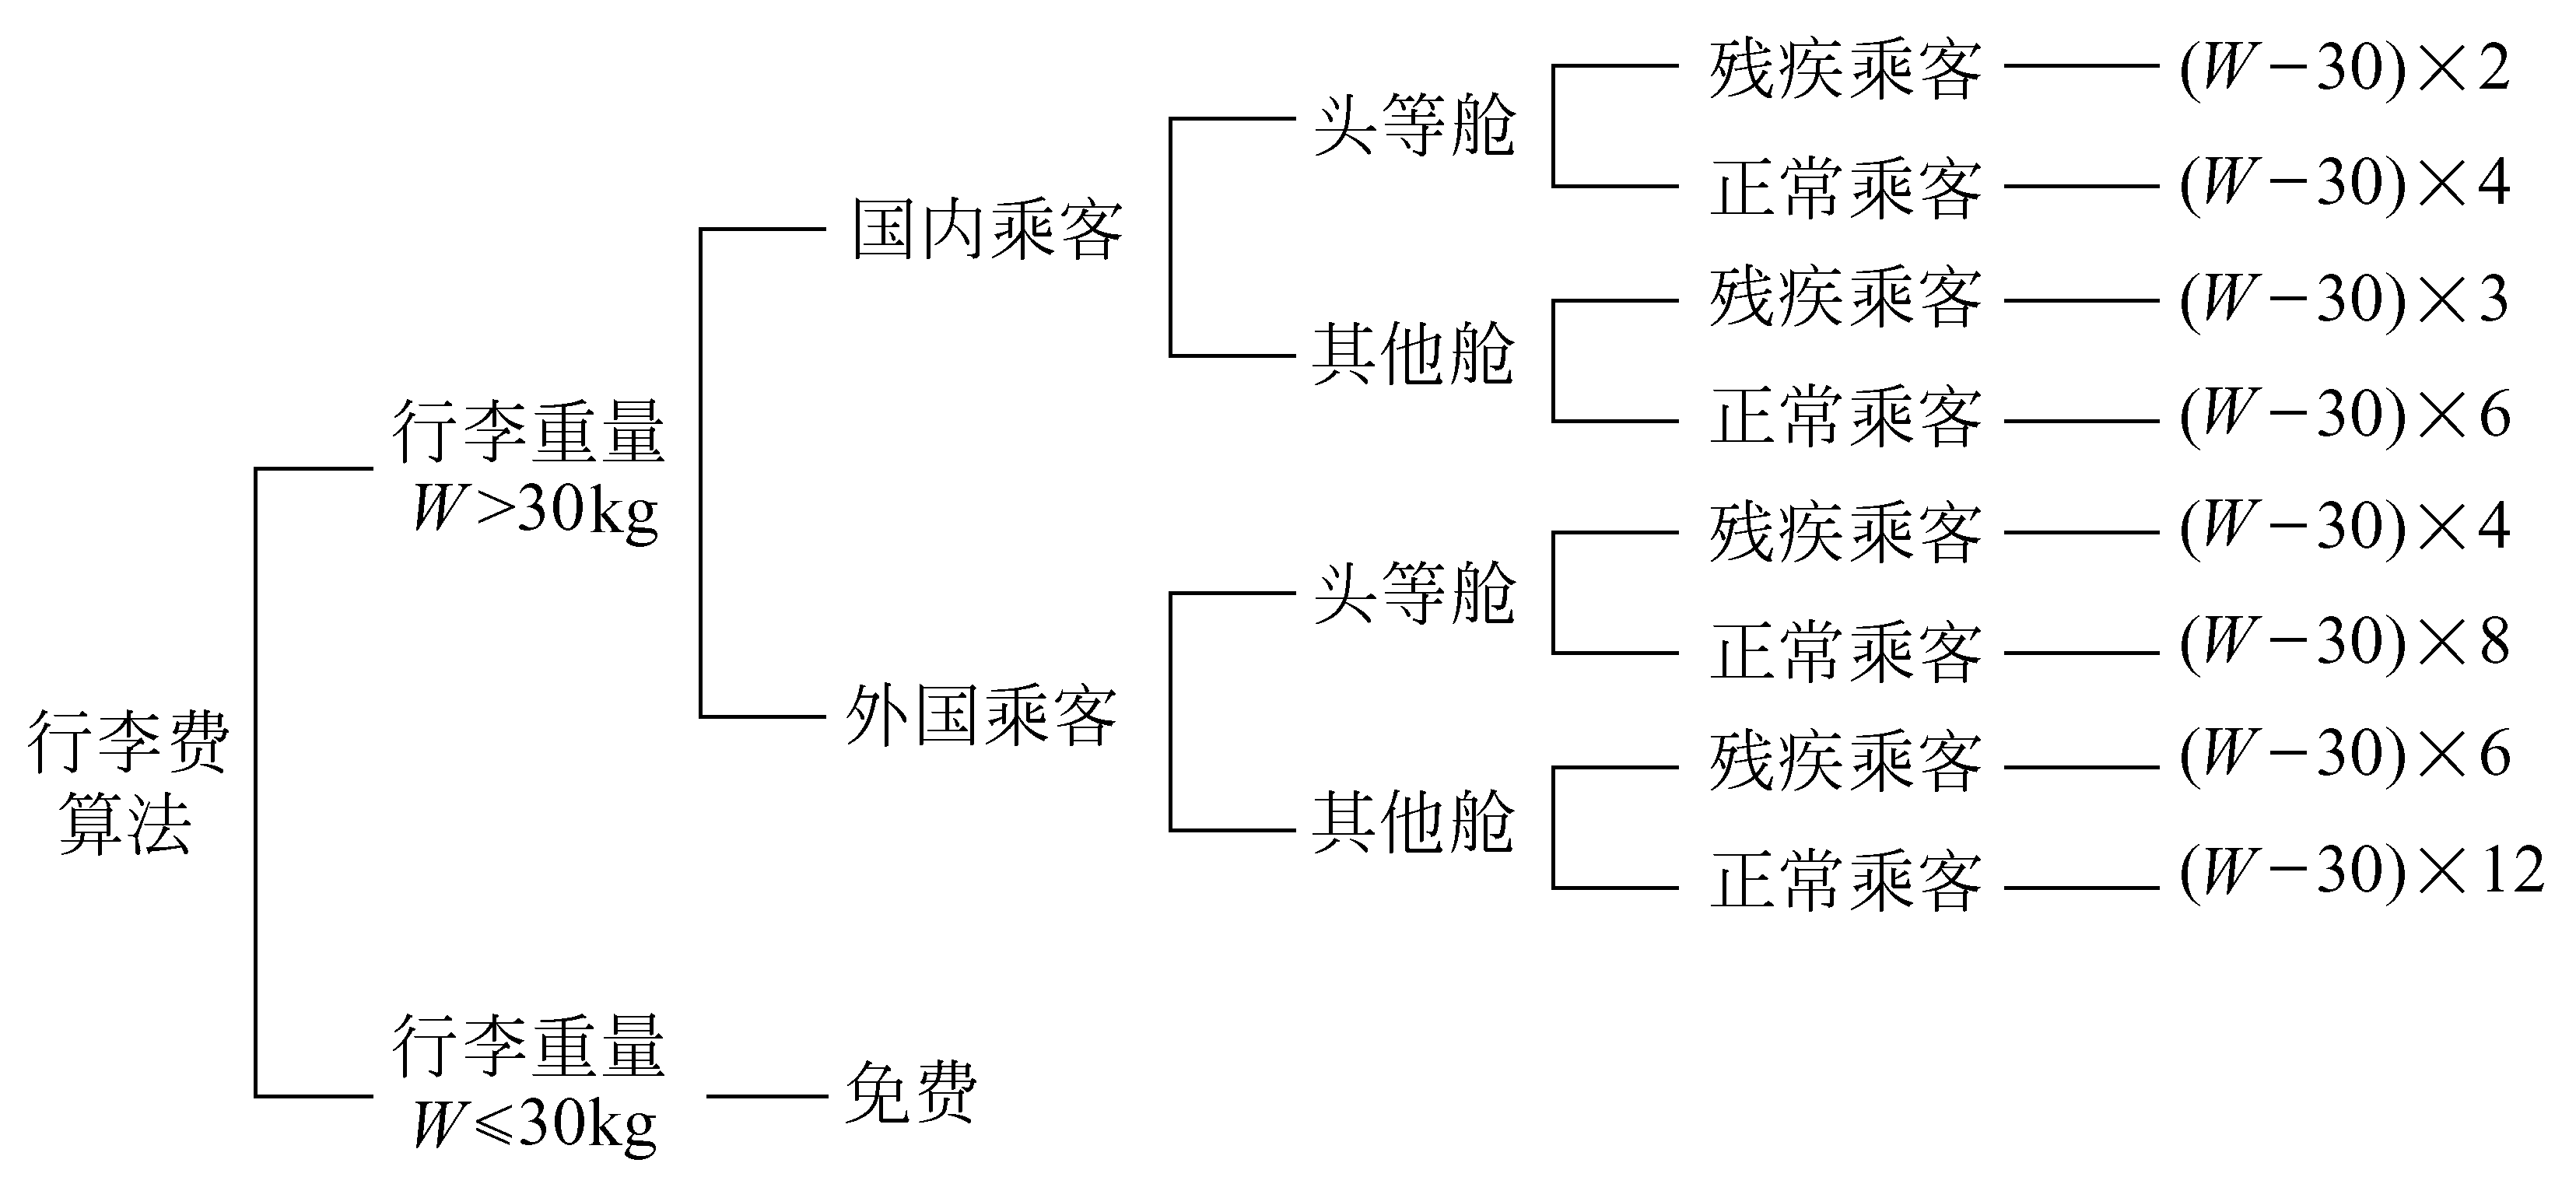 行李费
算法
行李重量
W>30kg
国内乘客
头等舱
残疾乘客 (W-30)×2
正常乘客 (W-30)×4
其他舱
残疾乘客 (W-30)×3
正常乘客 (W-30)×6
外国乘客
头等舱
残疾乘客 (W-30)×4
正常乘客 (W-30)×8
其他舱
残疾乘客 (W-30)×6
正常乘客 (W-30)×12
行李重量
W⩽30kg
免费